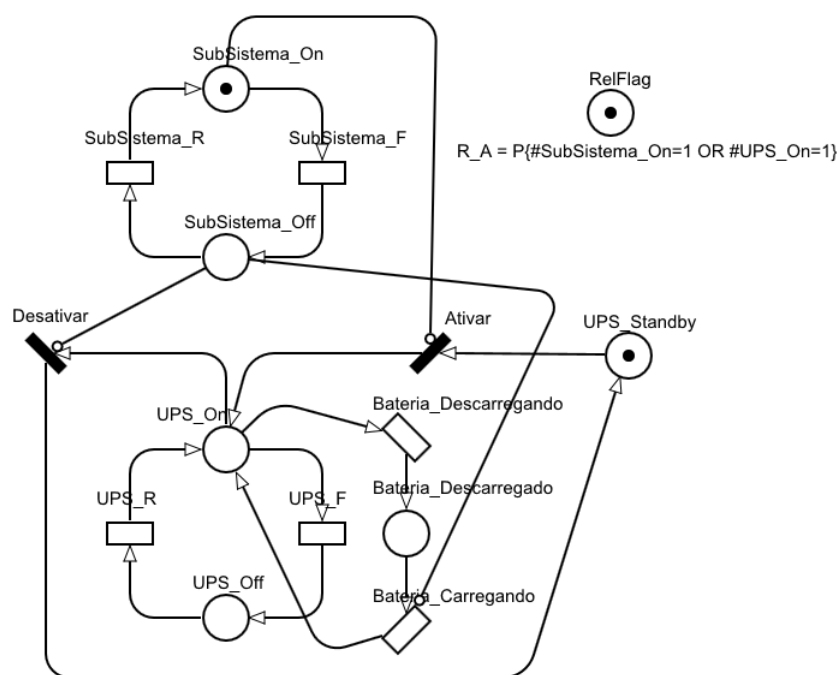 SubSistema_On
RelFlag
SubSistema_R
SubSistema_F
R_A = P{#SubSistema_On=1 OR #UPS_On=1}
SubSistema_Off
Desativar
Ativar
UPS_Standby
UPS_On
Bateria_Descarregando
UPS_R
UPS_F
Bateria_Descarregado
UPS_Off
Bateria_Carregando